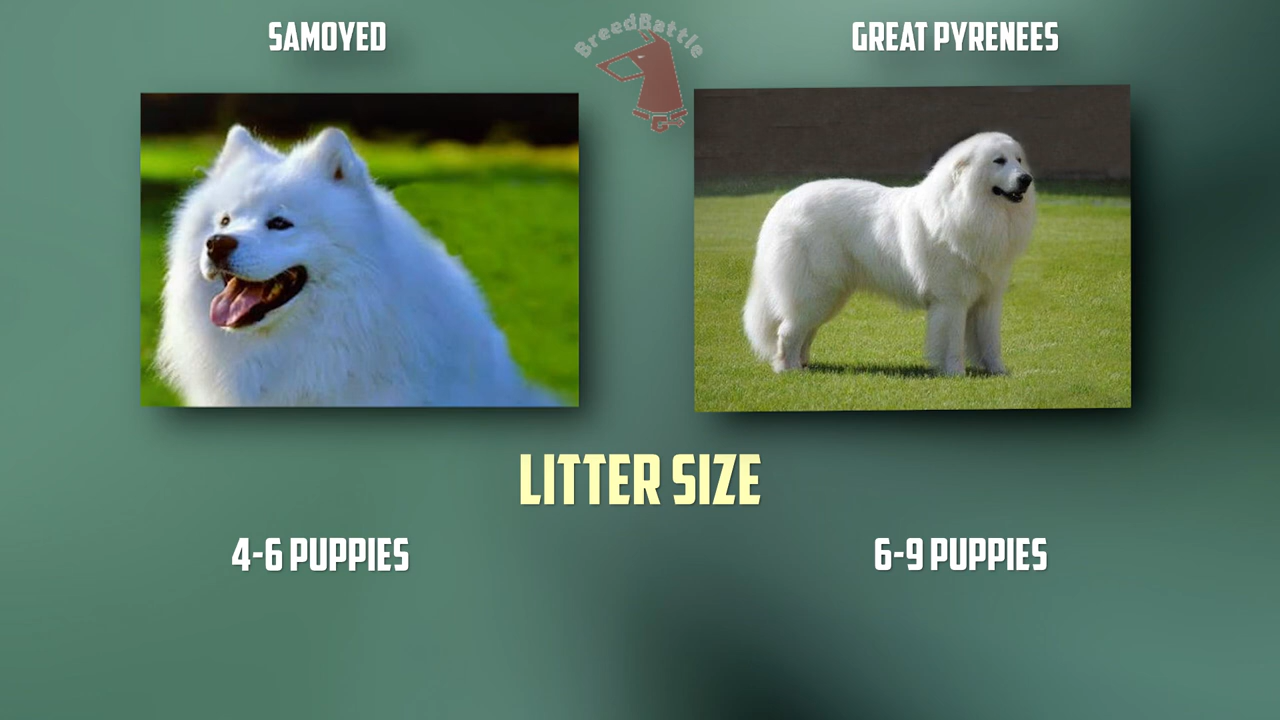 SAMOYED
BreedBattle
GREAT PYRENEES
LITTER SIZE
4-6 PUPPIES
6-9 PUPPIES